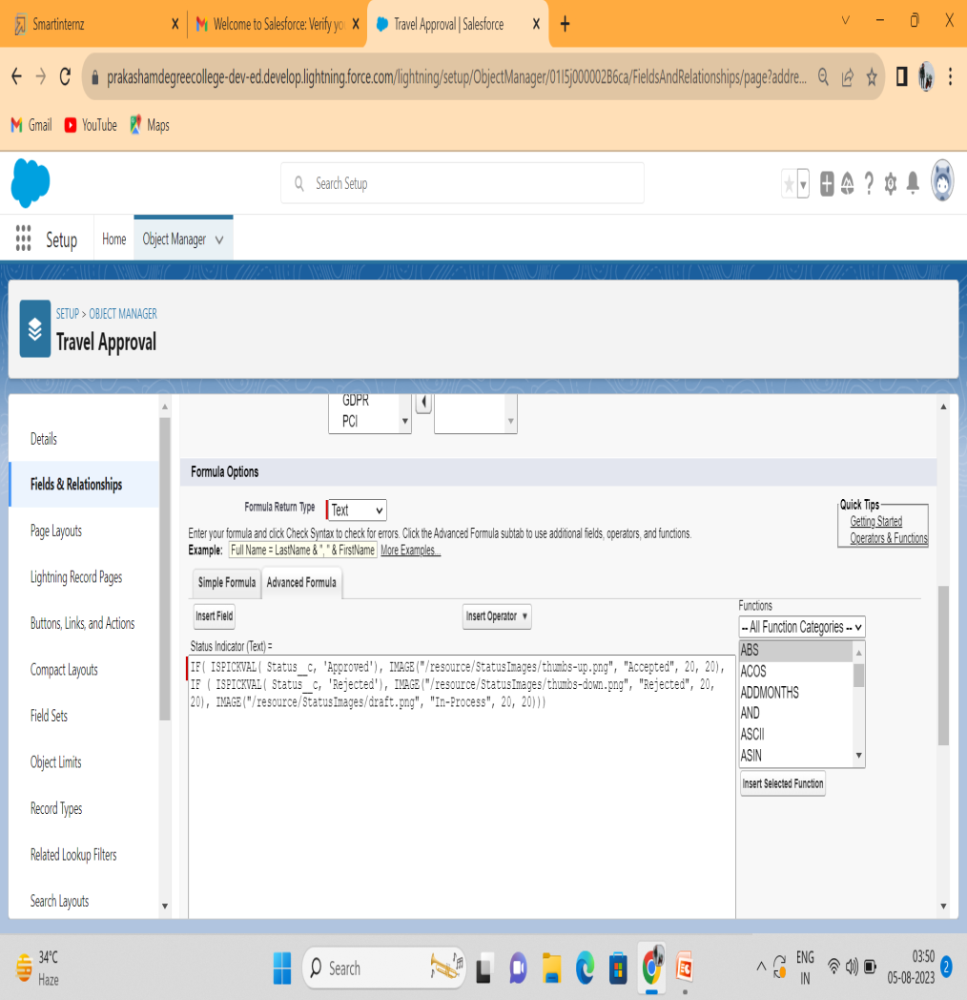 Smartinternz
Welcome to Salesforce: Verify yo
Travel Approval | Salesforce
prakashamdegreecollege-dev-ed.develop.lightning.force.com/lightning/setup/ObjectManager/01I5j000002B6ca/FieldsAndRelationships/page?addre...
Gmail
YouTube
Maps
Search Setup
Setup
Home
Object Manager
SETUP > OBJECT MANAGER
Travel Approval
Details
Fields & Relationships
Page Layouts
Lightning Record Pages
Buttons, Links, and Actions
Compact Layouts
Field Sets
Object Limits
Record Types
Related Lookup Filters
Search Layouts
GDPR
PCI
Formula Options
Formula Return Type
Text
Quick Tips
Getting Started
Operators & Functions
Enter your formula and click Check Syntax to check for errors. Click the Advanced Formula subtab to use additional fields, operators, and functions.
Example: Full Name = LastName & ", " & FirstName More Examples...
Simple Formula
Advanced Formula
Insert Field
Insert Operator
Functions
-- All Function Categories --
Status Indicator (Text) =
IF( ISPICKVAL( Status__c, 'Approved'), IMAGE("/resource/StatusImages/thumbs-up.png", "Accepted", 20, 20),
IF ( ISPICKVAL( Status__c, 'Rejected'), IMAGE("/resource/StatusImages/thumbs-down.png", "Rejected", 20,
20), IMAGE("/resource/StatusImages/draft.png", "In-Process", 20, 20)))
ABS
ACOS
ADDMONTHS
AND
ASCII
ASIN
Insert Selected Function
34°C
Haze
Search
ENG
IN
03:50
05-08-2023
2